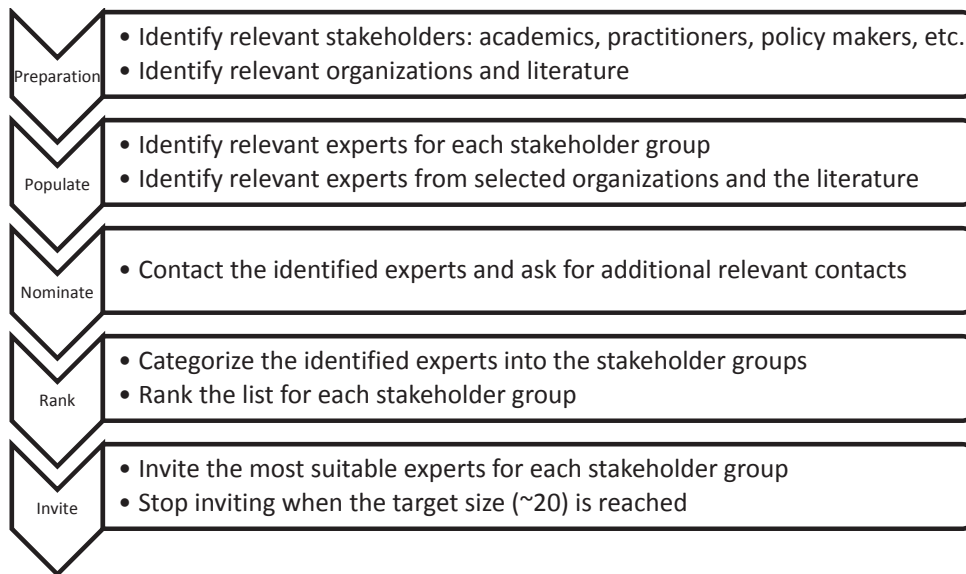 Preparation
• Identify relevant stakeholders: academics, practitioners, policy makers, etc.
• Identify relevant organizations and literature
Populate
• Identify relevant experts for each stakeholder group
• Identify relevant experts from selected organizations and the literature
Nominate
• Contact the identified experts and ask for additional relevant contacts
Rank
• Categorize the identified experts into the stakeholder groups
• Rank the list for each stakeholder group
Invite
• Invite the most suitable experts for each stakeholder group
• Stop inviting when the target size (~20) is reached